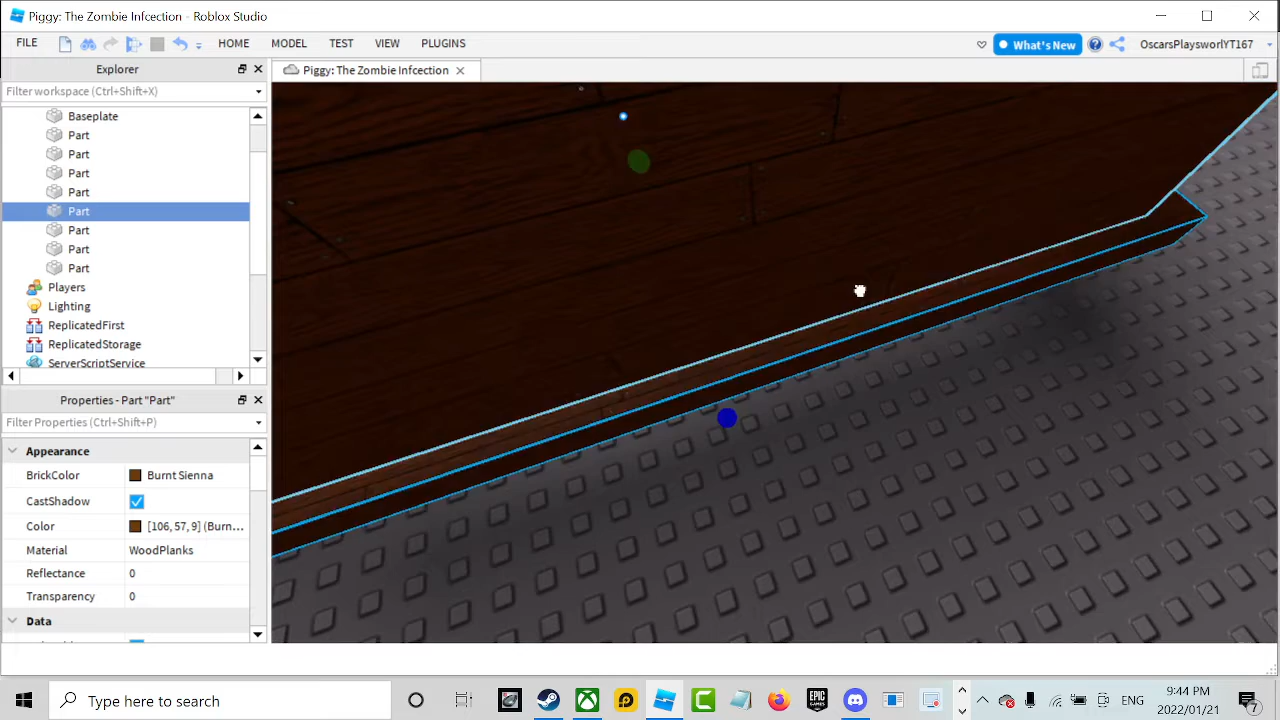 Piggy: The Zombie Infcection - Roblox Studio
FILE HOME MODEL TEST VIEW PLUGINS What's New OscarsPlaysworlYT167
Explorer Piggy: The Zombie Infcection
Filter workspace (Ctrl+Shift+X)
Baseplate
Part
Part
Part
Part
Part
Part
Part
Part
Players
Lighting
ReplicatedFirst
ReplicatedStorage
ServerScriptService
Properties - Part "Part"
Filter Properties (Ctrl+Shift+P)
Appearance
BrickColor Burnt Sienna
CastShadow
Color [106, 57, 9] (Burn...
Material WoodPlanks
Reflectance 0
Transparency 0
Data
Type here to search
EPIC GAMES
ENG
9:44 PM
2022/01/21
7